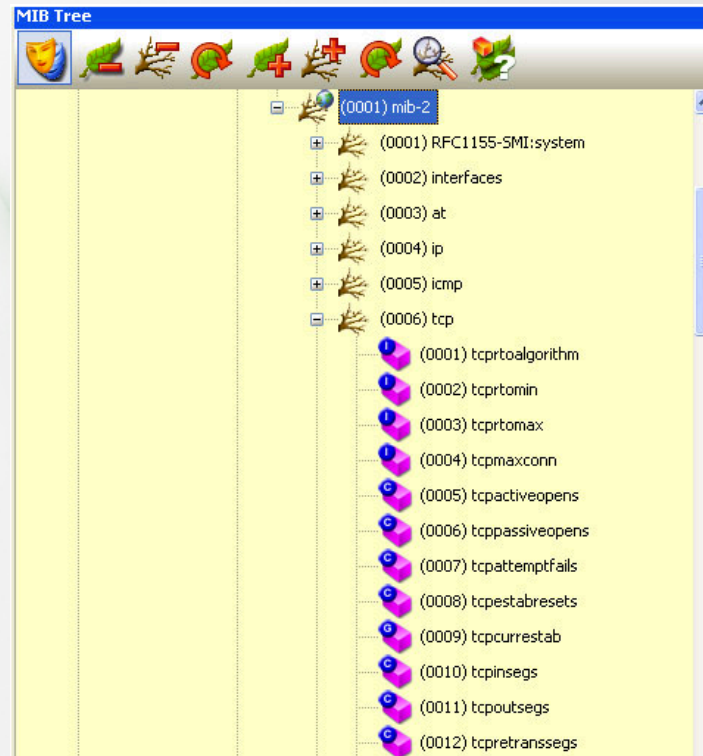 MIB Tree
(0001) mib-2
(0001) RFC1155-SMI:system
(0002) interfaces
(0003) at
(0004) ip
(0005) icmp
(0006) tcp
I (0001) tcprtoalgorithm
I (0002) tcprtomin
I (0003) tcprtomax
I (0004) tcpmaxconn
C (0005) tcpactiveopens
C (0006) tcppassiveopens
C (0007) tcpattemptfails
C (0008) tcpestabresets
G (0009) tcpcurrestab
C (0010) tcpinsegs
C (0011) tcpoutsegs
C (0012) tcpretranssegs